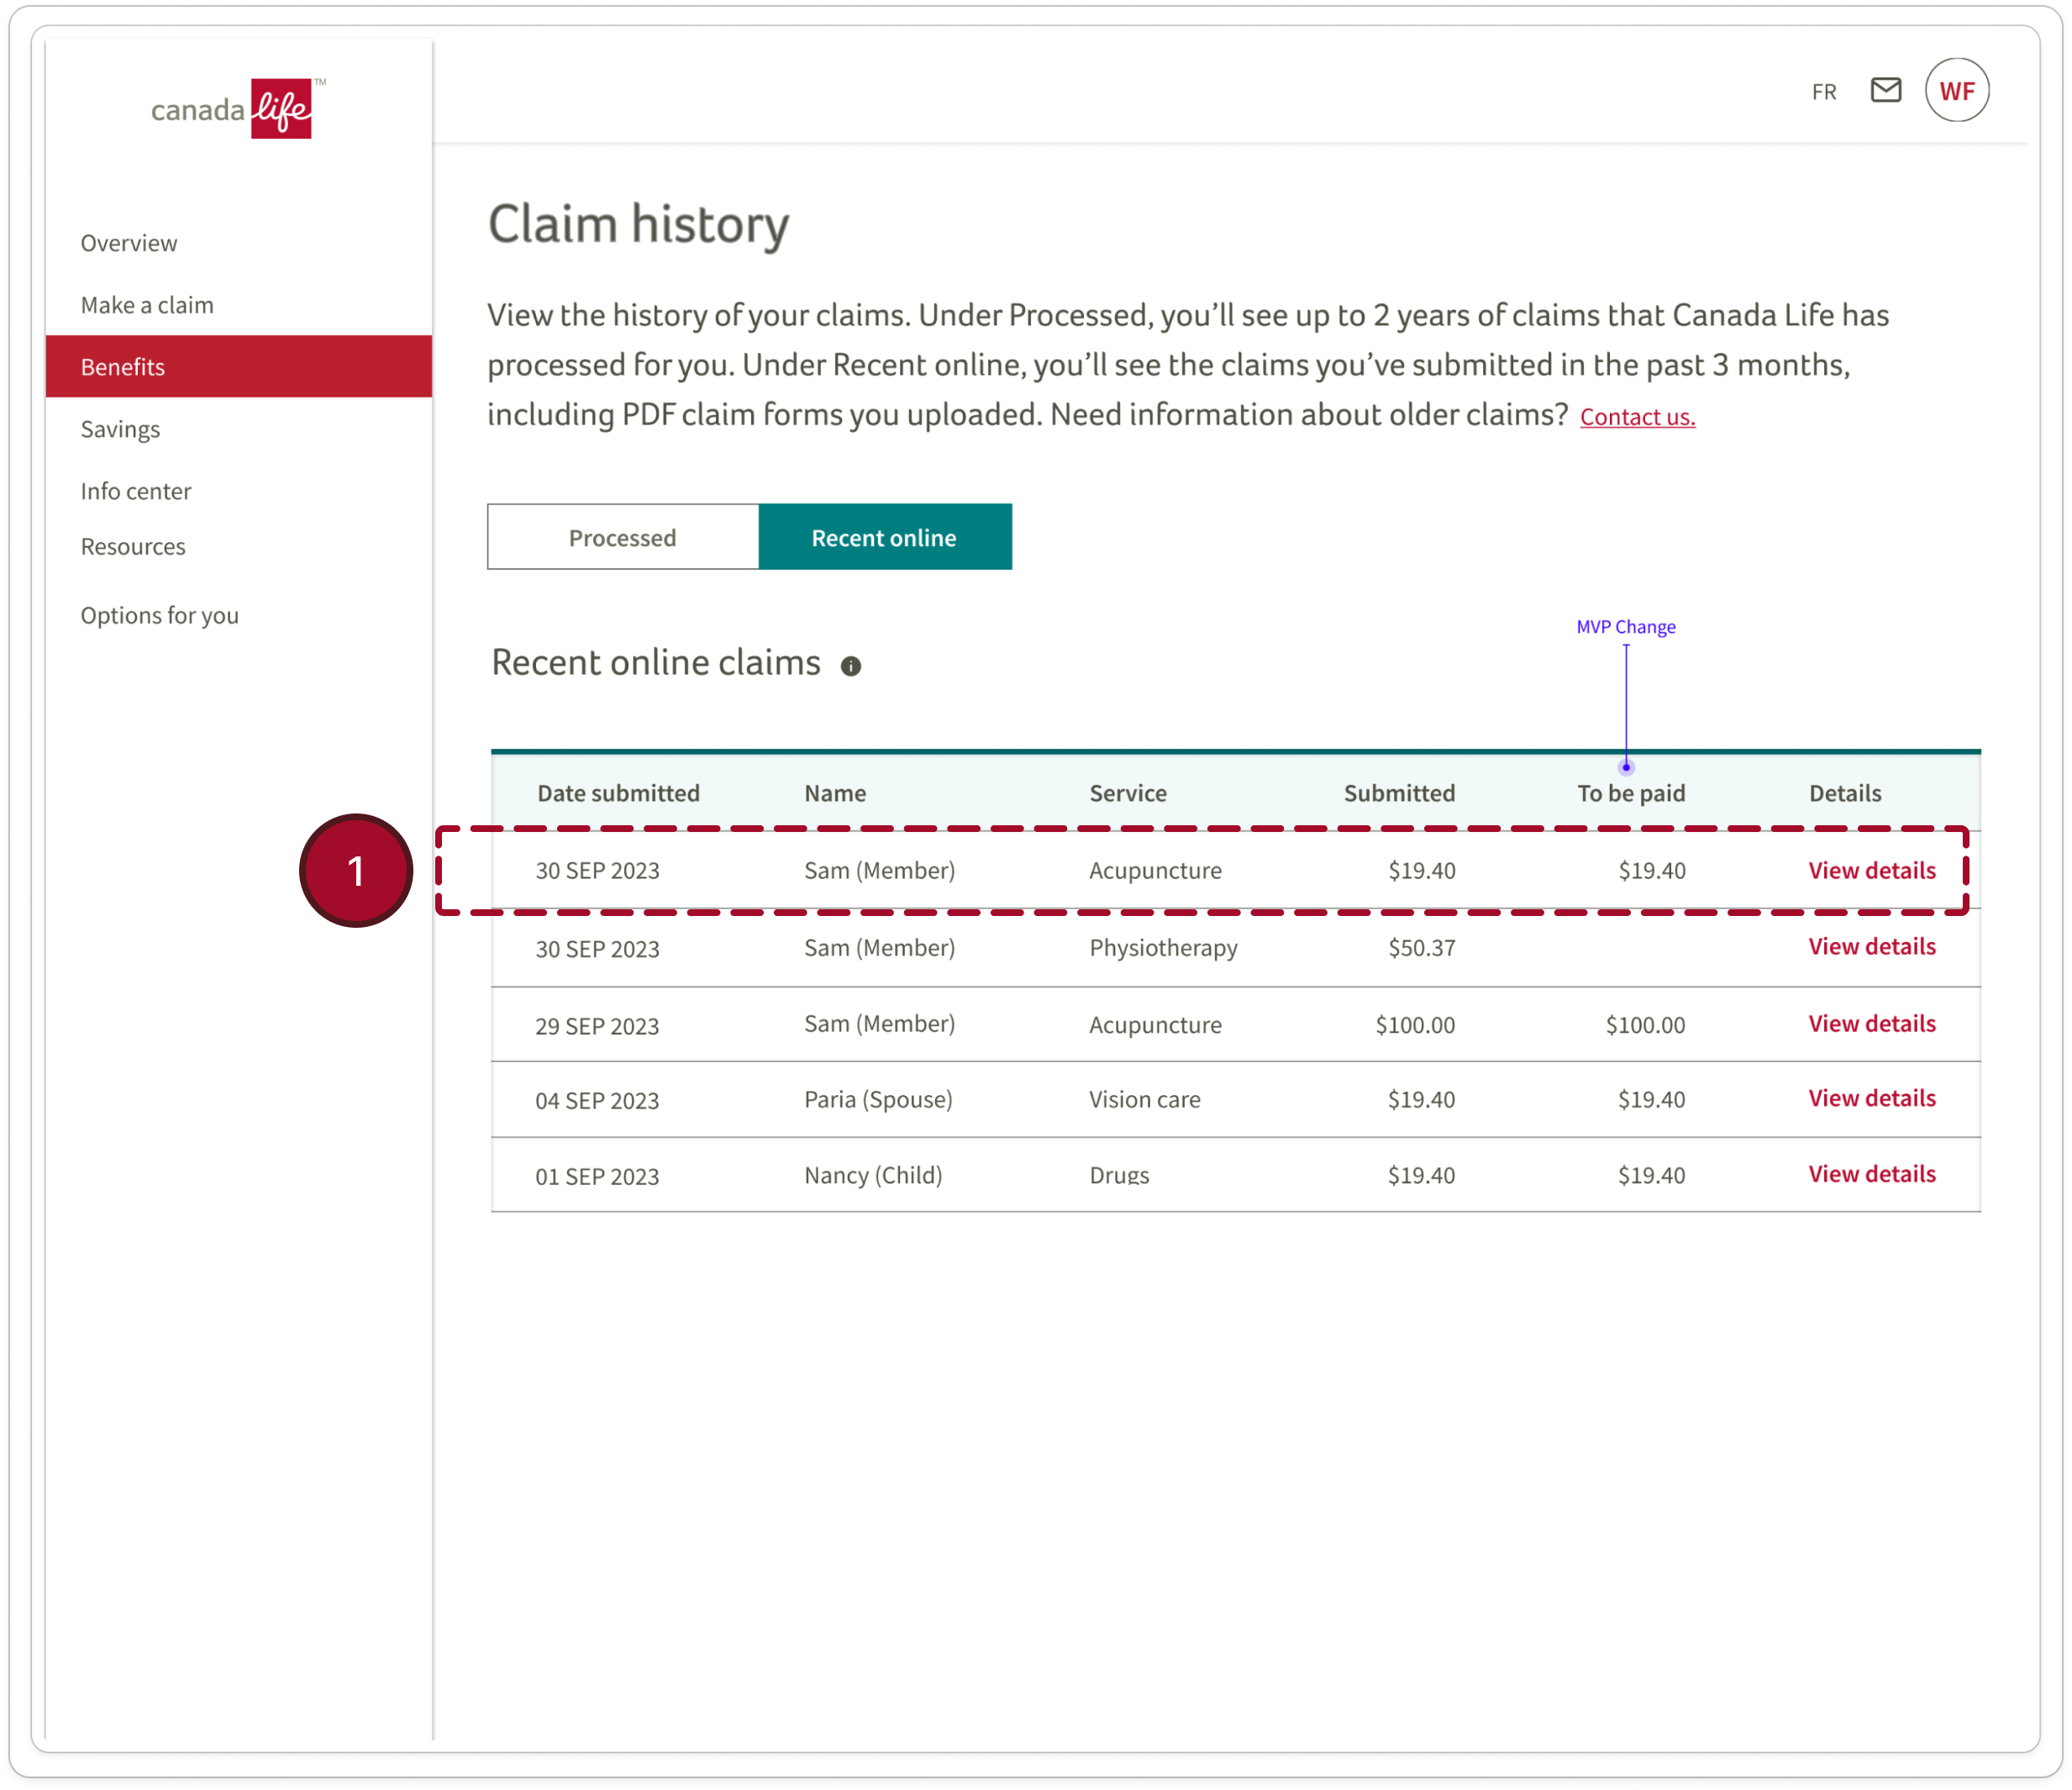 canada life™
FR
WF
Overview
Make a claim
Benefits
Savings
Info center
Resources
Options for you
Claim history
View the history of your claims. Under Processed, you’ll see up to 2 years of claims that Canada Life has
processed for you. Under Recent online, you’ll see the claims you’ve submitted in the past 3 months,
including PDF claim forms you uploaded. Need information about older claims? Contact us.
Processed Recent online
MVP Change
Recent online claims
Date submitted Name Service Submitted To be paid Details
1
30 SEP 2023 Sam (Member) Acupuncture $19.40 $19.40 View details
30 SEP 2023 Sam (Member) Physiotherapy $50.37 View details
29 SEP 2023 Sam (Member) Acupuncture $100.00 $100.00 View details
04 SEP 2023 Paria (Spouse) Vision care $19.40 $19.40 View details
01 SEP 2023 Nancy (Child) Drugs $19.40 $19.40 View details